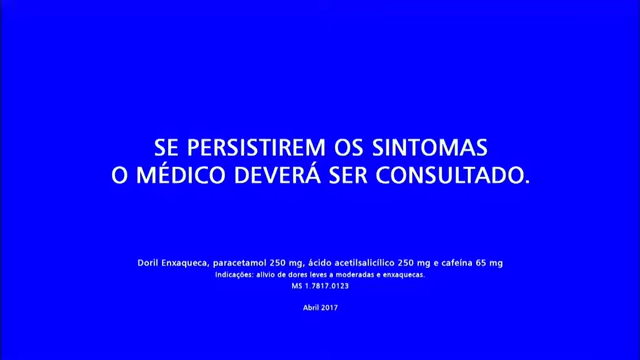 SE PERSISTIREM OS SINTOMAS
O MÉDICO DEVERÁ SER CONSULTADO.
Doril Enxaqueca, paracetamol 250 mg, ácido acetilsalicílico 250 mg e cafeína 65 mg
Indicações: alívio de dores leves a moderadas e enxaquecas.
MS 1.7817.0123
Abril 2017